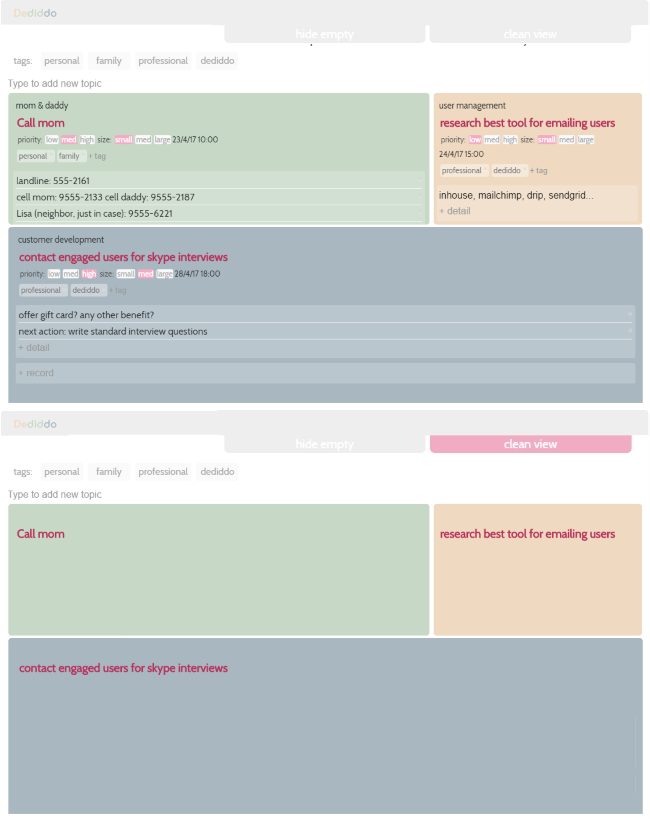 Dediddo
hide empty clean view
tags: personal family professional dediddo
Type to add new topic
mom & daddy
Call mom
priority: low med high size: small med large 23/4/17 10:00
personal family + tag
landline: 555-2161
cell mom: 9555-2133 cell daddy: 9555-2187
Lisa (neighbor, just in case): 9555-6221
user management
research best tool for emailing users
priority: low med high size: small med large
24/4/17 15:00
professional dediddo + tag
inhouse, mailchimp, drip, sendgrid...
+ detail
customer development
contact engaged users for skype interviews
priority: low med high size: small med large 28/4/17 18:00
professional dediddo + tag
offer gift card? any other benefit?
next action: write standard interview questions
+ detail
+ record
Dediddo
hide empty clean view
tags: personal family professional dediddo
Type to add new topic
Call mom
research best tool for emailing users
contact engaged users for skype interviews